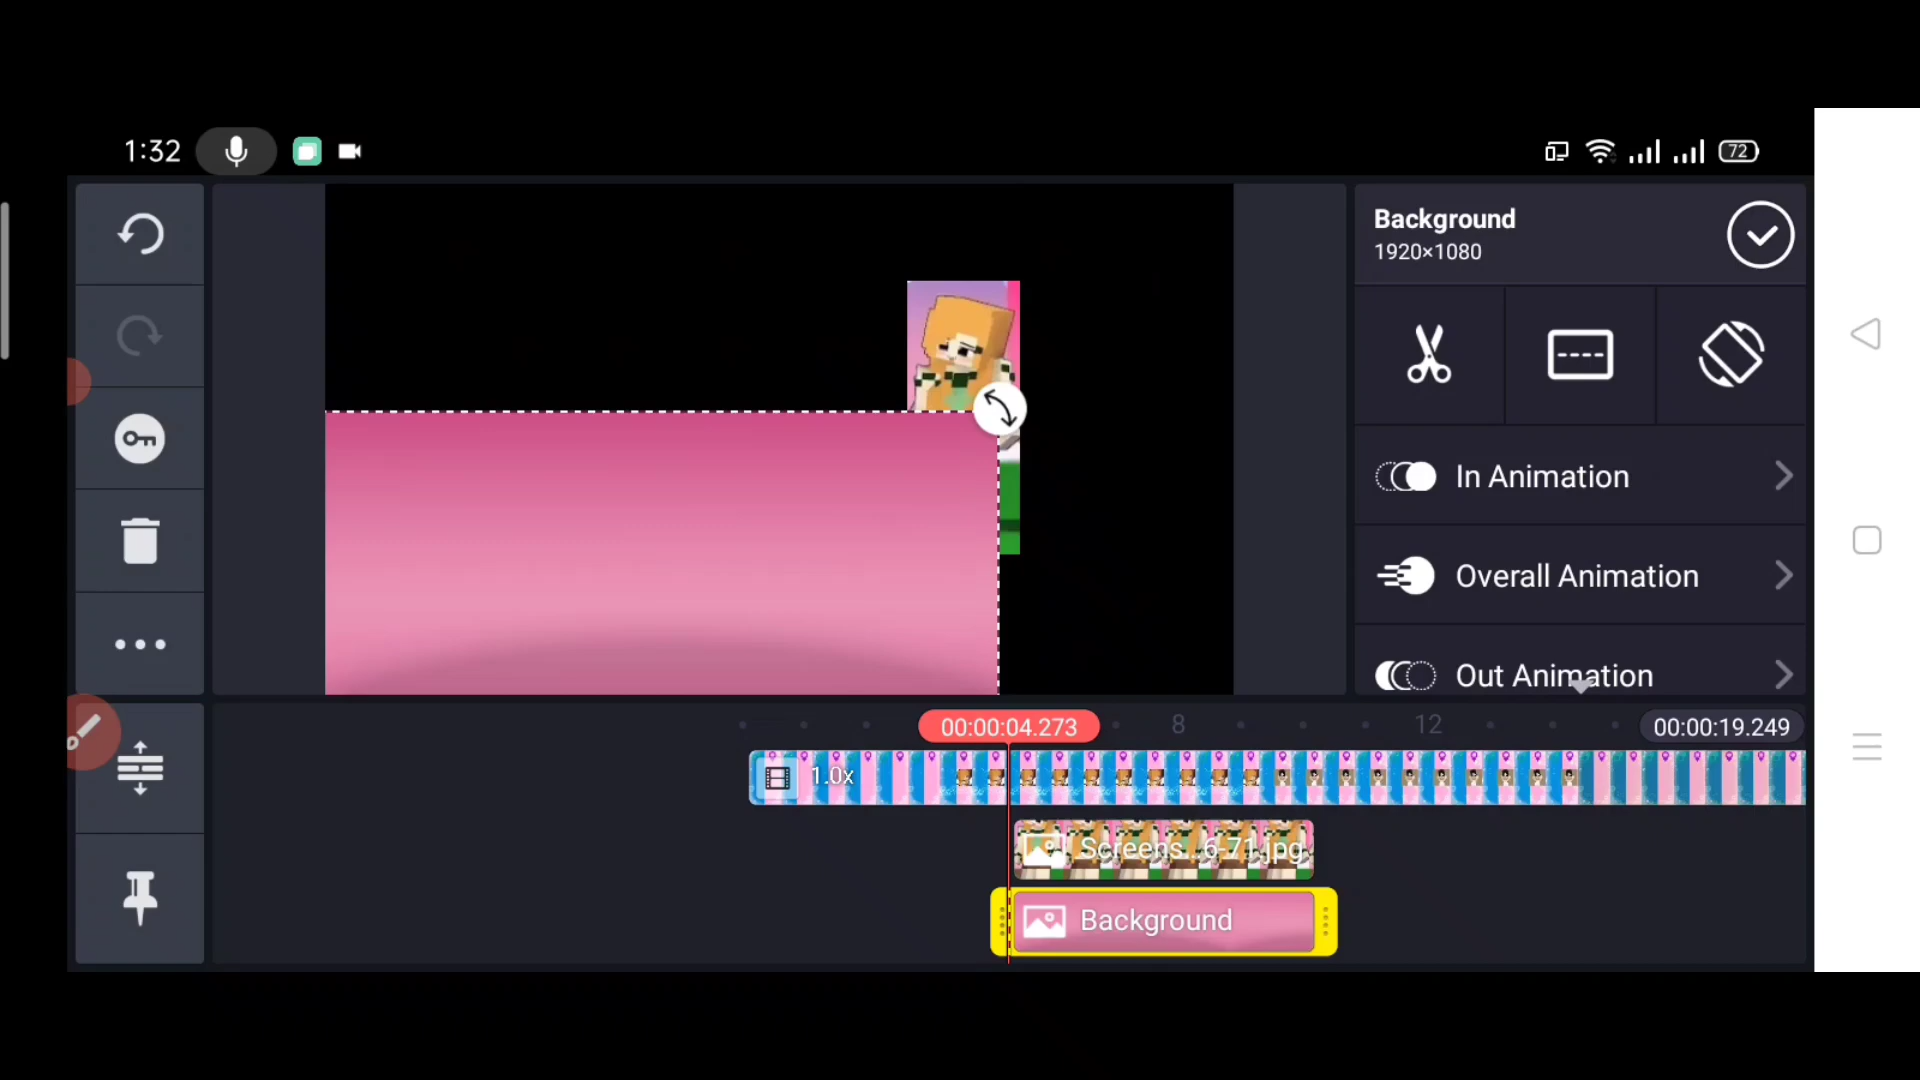 1:32
72
Background
1920×1080
In Animation
Overall Animation
Out Animation
00:00:04.273
8
12
00:00:19.249
1.0x
Screens...6-71.jpg
Background